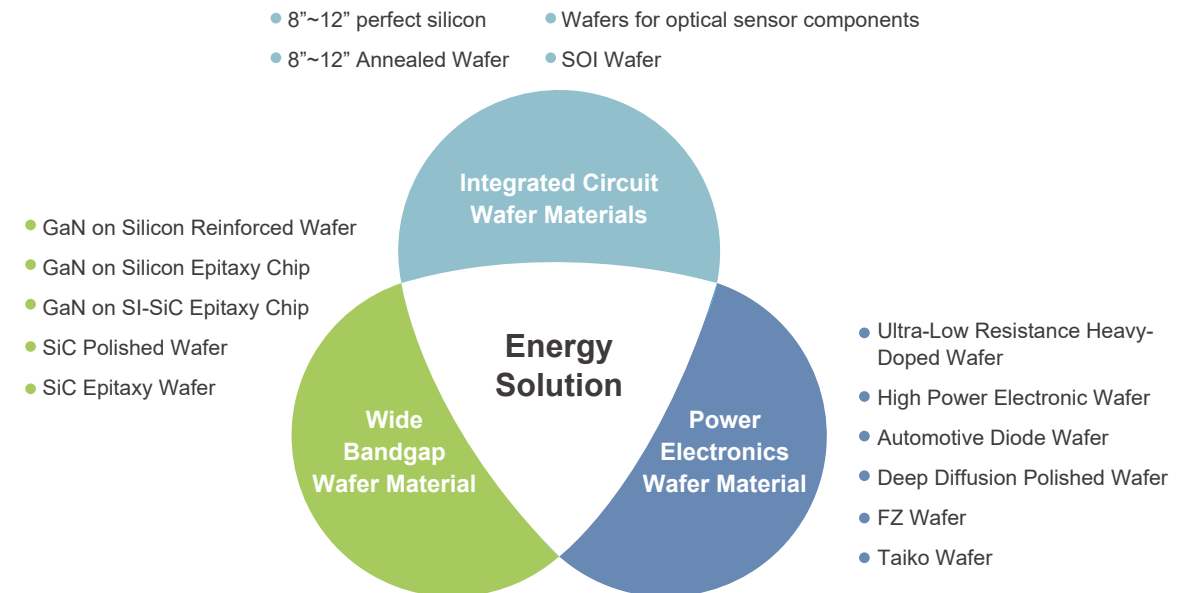 8”~12” perfect silicon
Wafers for optical sensor components
8”~12” Annealed Wafer
SOI Wafer
Integrated Circuit
Wafer Materials
GaN on Silicon Reinforced Wafer
GaN on Silicon Epitaxy Chip
GaN on SI-SiC Epitaxy Chip
SiC Polished Wafer
SiC Epitaxy Wafer
Energy
Solution
Wide
Bandgap
Wafer Material
Power
Electronics
Wafer Material
Ultra-Low Resistance Heavy-
Doped Wafer
High Power Electronic Wafer
Automotive Diode Wafer
Deep Diffusion Polished Wafer
FZ Wafer
Taiko Wafer